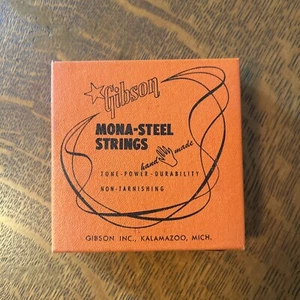 Gibson
MONA-STEEL
STRINGS
hand made
TONE-POWER-DURABILITY
NON-TARNISHING
GIBSON INC., KALAMAZOO, MICH.